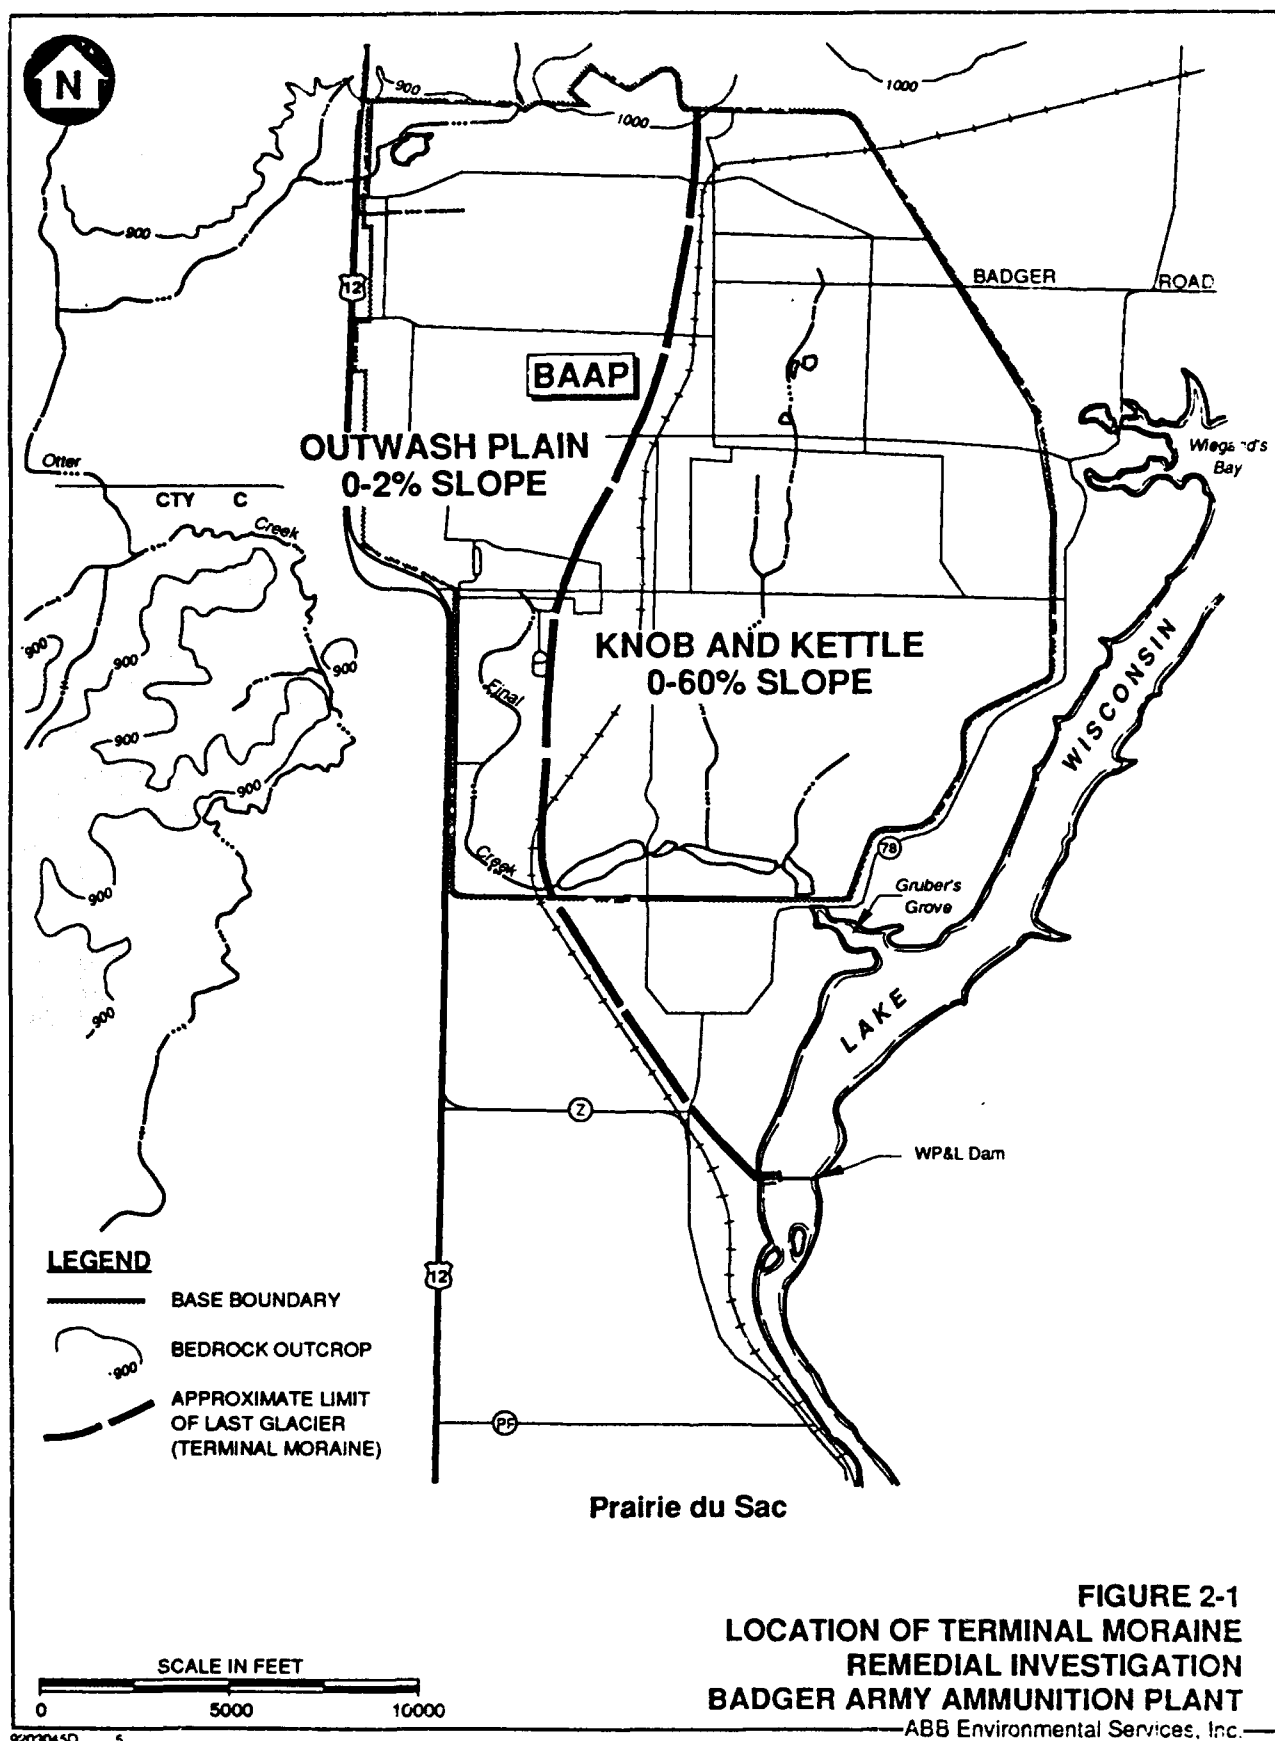 N
900
1000
1000
900
12
BADGER ROAD
BAAP
OUTWASH PLAIN
0-2% SLOPE
Otter
CTY C
Creek
Bay
900
900
900
KNOB AND KETTLE
0-60% SLOPE
Final
WISCONSIN
900
900
Creek
78
Gruber's
Grove
900
LAKE
900
Z
WP&L Dam
LEGEND
12
BASE BOUNDARY
BEDROCK OUTCROP
900
APPROXIMATE LIMIT
OF LAST GLACIER
(TERMINAL MORAINE)
PF
Prairie du Sac
FIGURE 2-1
LOCATION OF TERMINAL MORAINE
REMEDIAL INVESTIGATION
BADGER ARMY AMMUNITION PLANT
SCALE IN FEET
0 5000 10000
ABB Environmental Services, Inc.